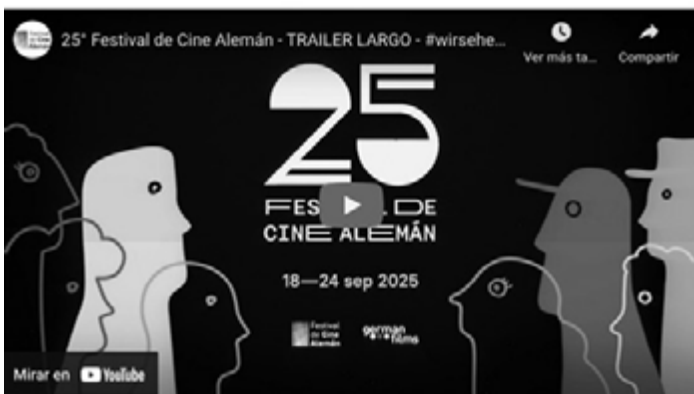 25° Festival de Cine Alemán - TRAILER LARGO - #wirsehe...
Ver más ta...
Compartir
25
FES L DE
CINE ALEMÁN
18—24 sep 2025
Festival
de Cine
Alemán
german
films
Mirar en YouTube